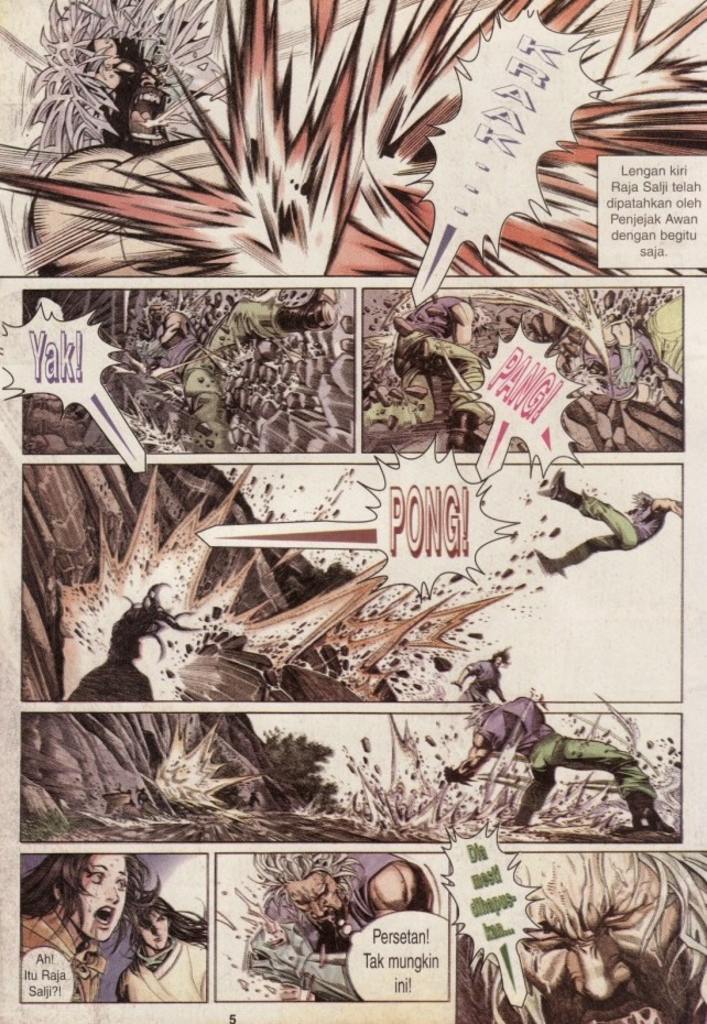 KRAK....
Lengan kiri
Raja Salji telah
dipatahkan oleh
Penjejak Awan
dengan begitu
saja.
Yak!
PANG!
PONG!
Dia
mesti
dihapus-
kan...
Ah!
Itu Raja
Salji?!
Persetan!
Tak mungkin
ini!
5